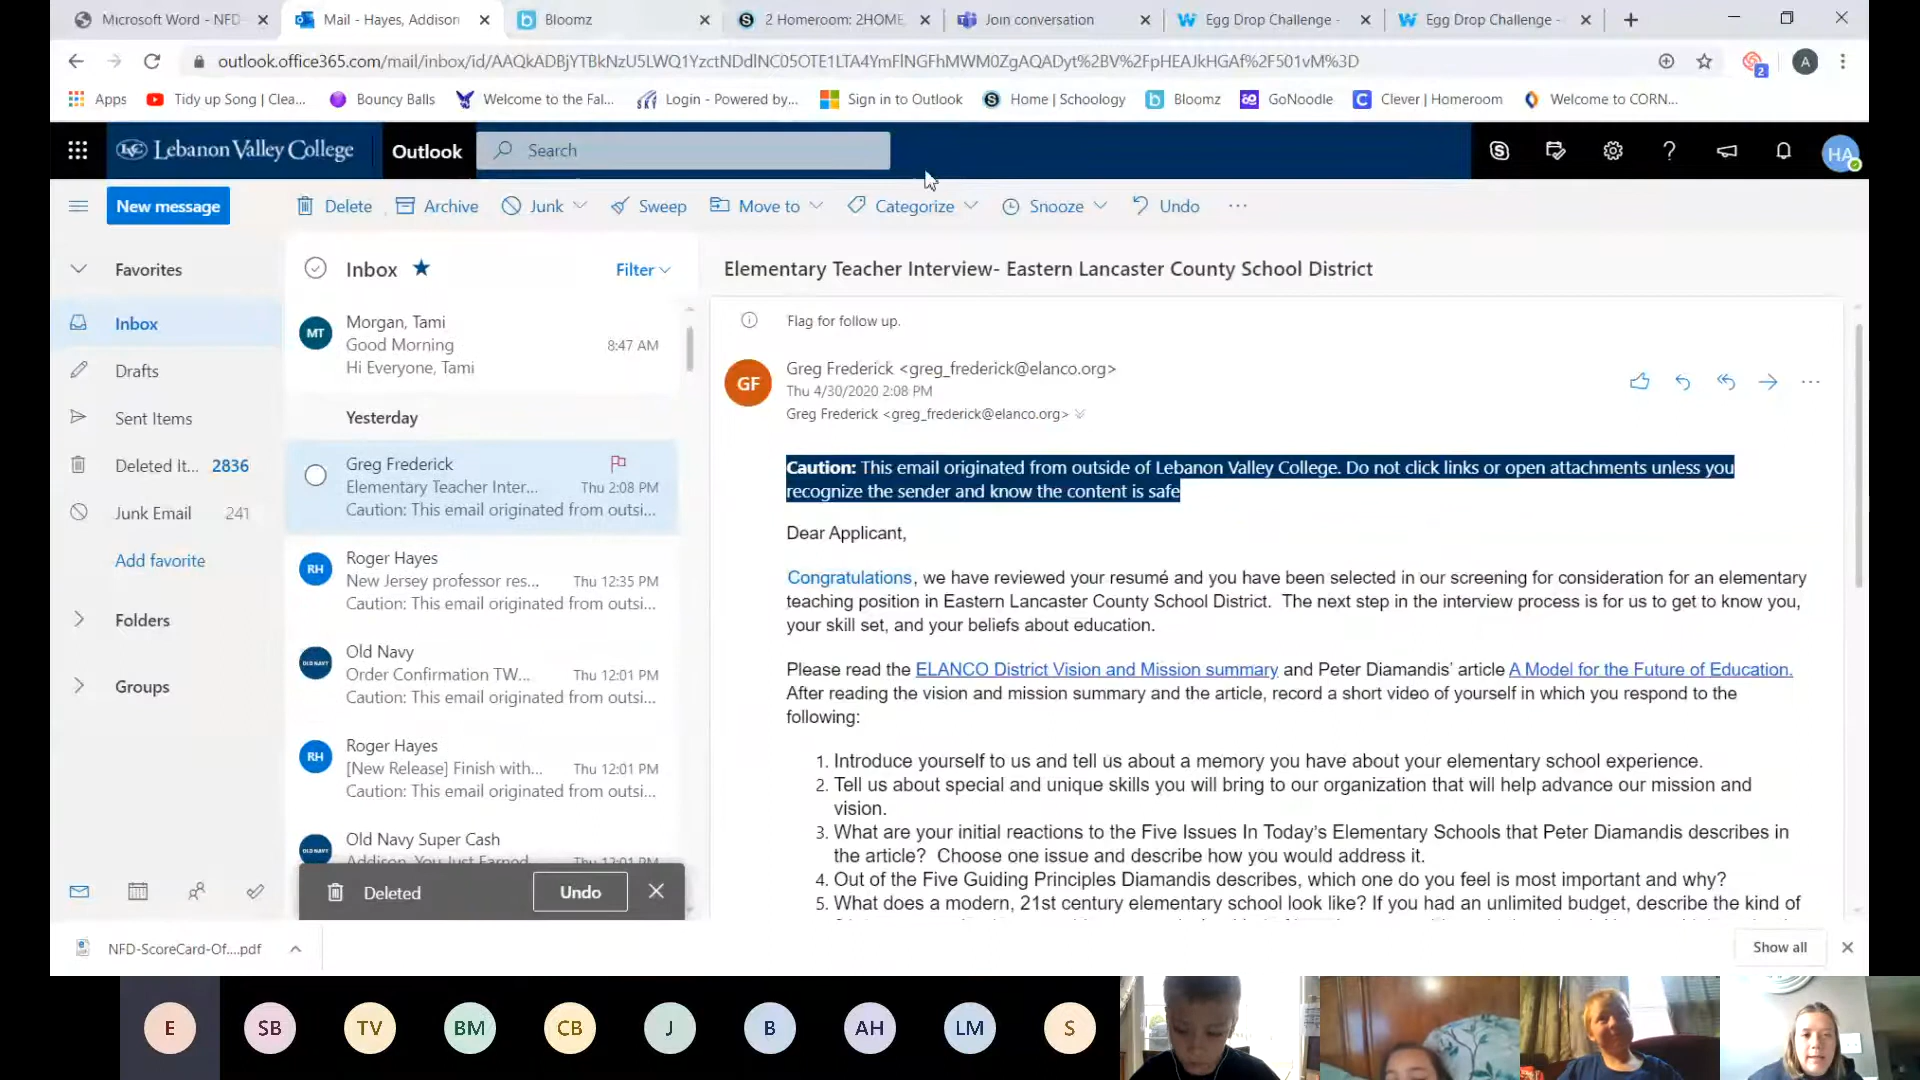 Microsoft Word - NFD-
Mail - Hayes, Addison
Bloomz
2 Homeroom: 2HOME
Join conversation
Egg Drop Challenge -
Egg Drop Challenge -
outlook.office365.com/mail/inbox/id/AAQkADBjYTBkNzU5LWQ1YzctNDdlNC05OTE1LTA4YmFlNGFhMWM0ZgAQADyt%2BV%2FpHEAJkHGAf%2F501vM%3D
2
A
Apps
Tidy up Song | Clea...
Bouncy Balls
Welcome to the Fal...
Login - Powered by...
Sign in to Outlook
Home | Schoology
Bloomz
GoNoodle
Clever | Homeroom
Welcome to CORN...
LVC Lebanon Valley College
Outlook
Search
HA
New message
Delete
Archive
Junk
Sweep
Move to
Categorize
Snooze
Undo
Favorites
Inbox
Drafts
Sent Items
Deleted It... 2836
Junk Email 241
Add favorite
Folders
Groups
Inbox
Filter
MT
Morgan, Tami
Good Morning 8:47 AM
Hi Everyone, Tami
Yesterday
Greg Frederick
Elementary Teacher Inter... Thu 2:08 PM
Caution: This email originated from outsi...
RH
Roger Hayes
New Jersey professor res... Thu 12:35 PM
Caution: This email originated from outsi...
OLD NAVY
Old Navy
Order Confirmation TW... Thu 12:01 PM
Caution: This email originated from outsi...
RH
Roger Hayes
[New Release] Finish with... Thu 12:01 PM
Caution: This email originated from outsi...
OLD NAVY
Old Navy Super Cash
Addison, You Just Earned Thu 12:01 PM
Deleted
Undo
Elementary Teacher Interview- Eastern Lancaster County School District
Flag for follow up.
GF
Greg Frederick <greg_frederick@elanco.org>
Thu 4/30/2020 2:08 PM
Greg Frederick <greg_frederick@elanco.org>
Caution: This email originated from outside of Lebanon Valley College. Do not click links or open attachments unless you
recognize the sender and know the content is safe
Dear Applicant,
Congratulations, we have reviewed your resumé and you have been selected in our screening for consideration for an elementary
teaching position in Eastern Lancaster County School District. The next step in the interview process is for us to get to know you,
your skill set, and your beliefs about education.
Please read the ELANCO District Vision and Mission summary and Peter Diamandis' article A Model for the Future of Education.
After reading the vision and mission summary and the article, record a short video of yourself in which you respond to the
following:
1. Introduce yourself to us and tell us about a memory you have about your elementary school experience.
2. Tell us about special and unique skills you will bring to our organization that will help advance our mission and
vision.
3. What are your initial reactions to the Five Issues In Today's Elementary Schools that Peter Diamandis describes in
the article? Choose one issue and describe how you would address it.
4. Out of the Five Guiding Principles Diamandis describes, which one do you feel is most important and why?
5. What does a modern, 21st century elementary school look like? If you had an unlimited budget, describe the kind of
NFD-ScoreCard-Of....pdf
Show all
E
SB
TV
BM
CB
J
B
AH
LM
S